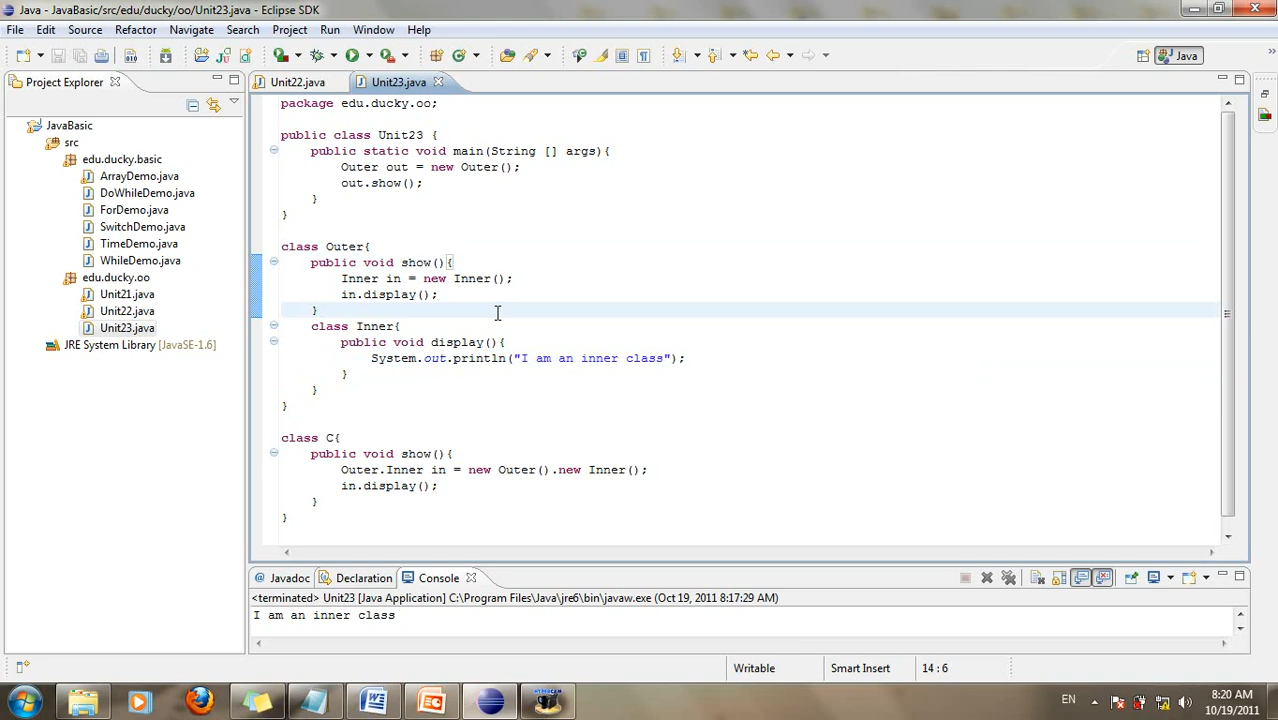 Java - JavaBasic/src/edu/ducky/oo/Unit23.java - Eclipse SDK
File Edit Source Refactor Navigate Search Project Run Window Help
Java
Project Explorer
Unit22.java
Unit23.java
JavaBasic
src
edu.ducky.basic
ArrayDemo.java
DoWhileDemo.java
ForDemo.java
SwitchDemo.java
TimeDemo.java
WhileDemo.java
edu.ducky.oo
Unit21.java
Unit22.java
Unit23.java
JRE System Library [JavaSE-1.6]
package edu.ducky.oo;
public class Unit23 {
public static void main(String [] args){
Outer out = new Outer();
out.show();
}
}
class Outer{
public void show(){
Inner in = new Inner();
in.display();
}
class Inner{
public void display(){
System.out.println("I am an inner class");
}
}
}
class C{
public void show(){
Outer.Inner in = new Outer().new Inner();
in.display();
}
}
Javadoc Declaration Console
<terminated> Unit23 [Java Application] C:\Program Files\Java\jre6\bin\javaw.exe (Oct 19, 2011 8:17:29 AM)
I am an inner class
Writable
Smart Insert
14 : 6
EN
8:20 AM
10/19/2011